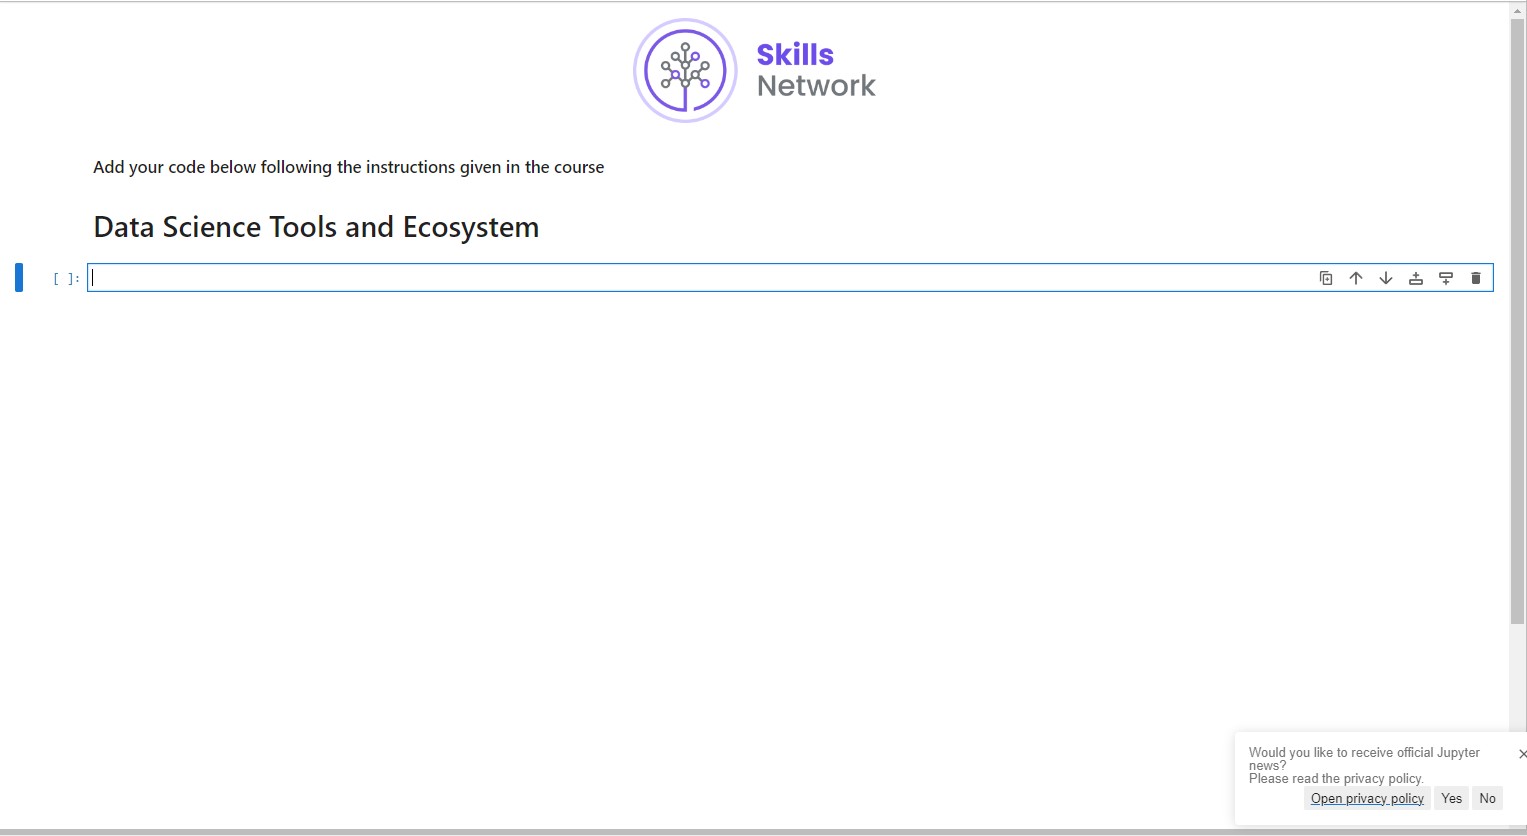 Skills
Network
Add your code below following the instructions given in the course
Data Science Tools and Ecosystem
[ ]:
Would you like to receive official Jupyter
news?
Please read the privacy policy.
Open privacy policy Yes No